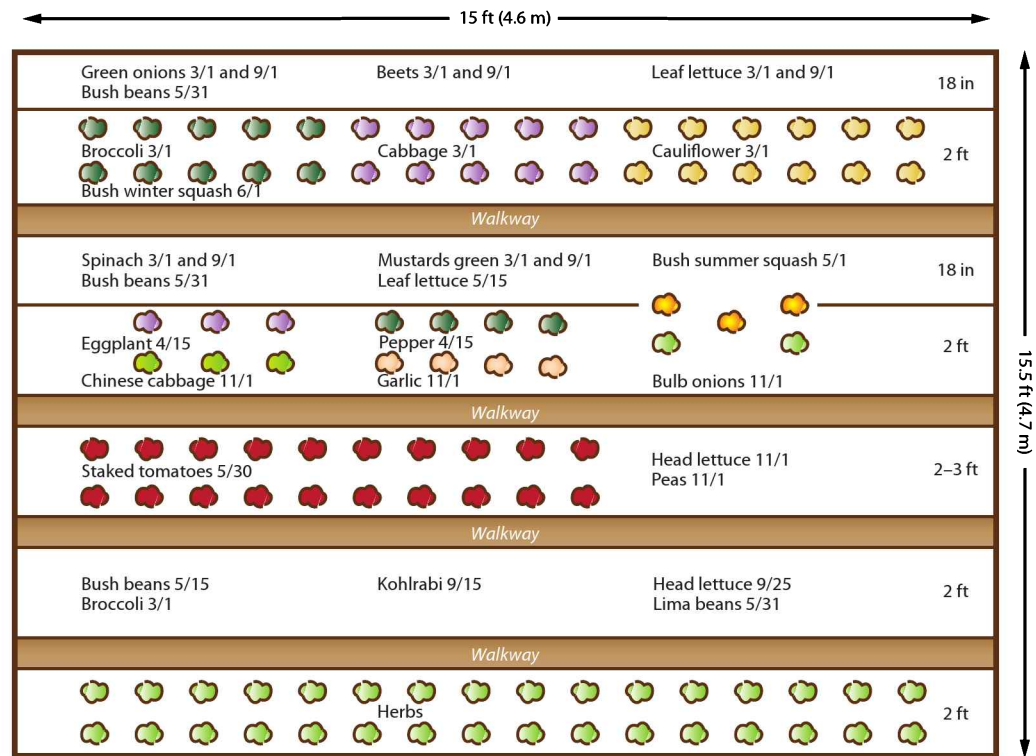 15 ft (4.6 m)
Green onions 3/1 and 9/1
Bush beans 5/31
Beets 3/1 and 9/1
Leaf lettuce 3/1 and 9/1
18 in
Broccoli 3/1
Bush winter squash 6/1
Cabbage 3/1
Cauliflower 3/1
2 ft
Walkway
Spinach 3/1 and 9/1
Bush beans 5/31
Mustards green 3/1 and 9/1
Leaf lettuce 5/15
Bush summer squash 5/1
18 in
Eggplant 4/15
Chinese cabbage 11/1
Pepper 4/15
Garlic 11/1
Bulb onions 11/1
2 ft
Walkway
Staked tomatoes 5/30
Head lettuce 11/1
Peas 11/1
2–3 ft
Walkway
Bush beans 5/15
Broccoli 3/1
Kohlrabi 9/15
Head lettuce 9/25
Lima beans 5/31
2 ft
Walkway
Herbs
2 ft
15.5 ft (4.7 m)